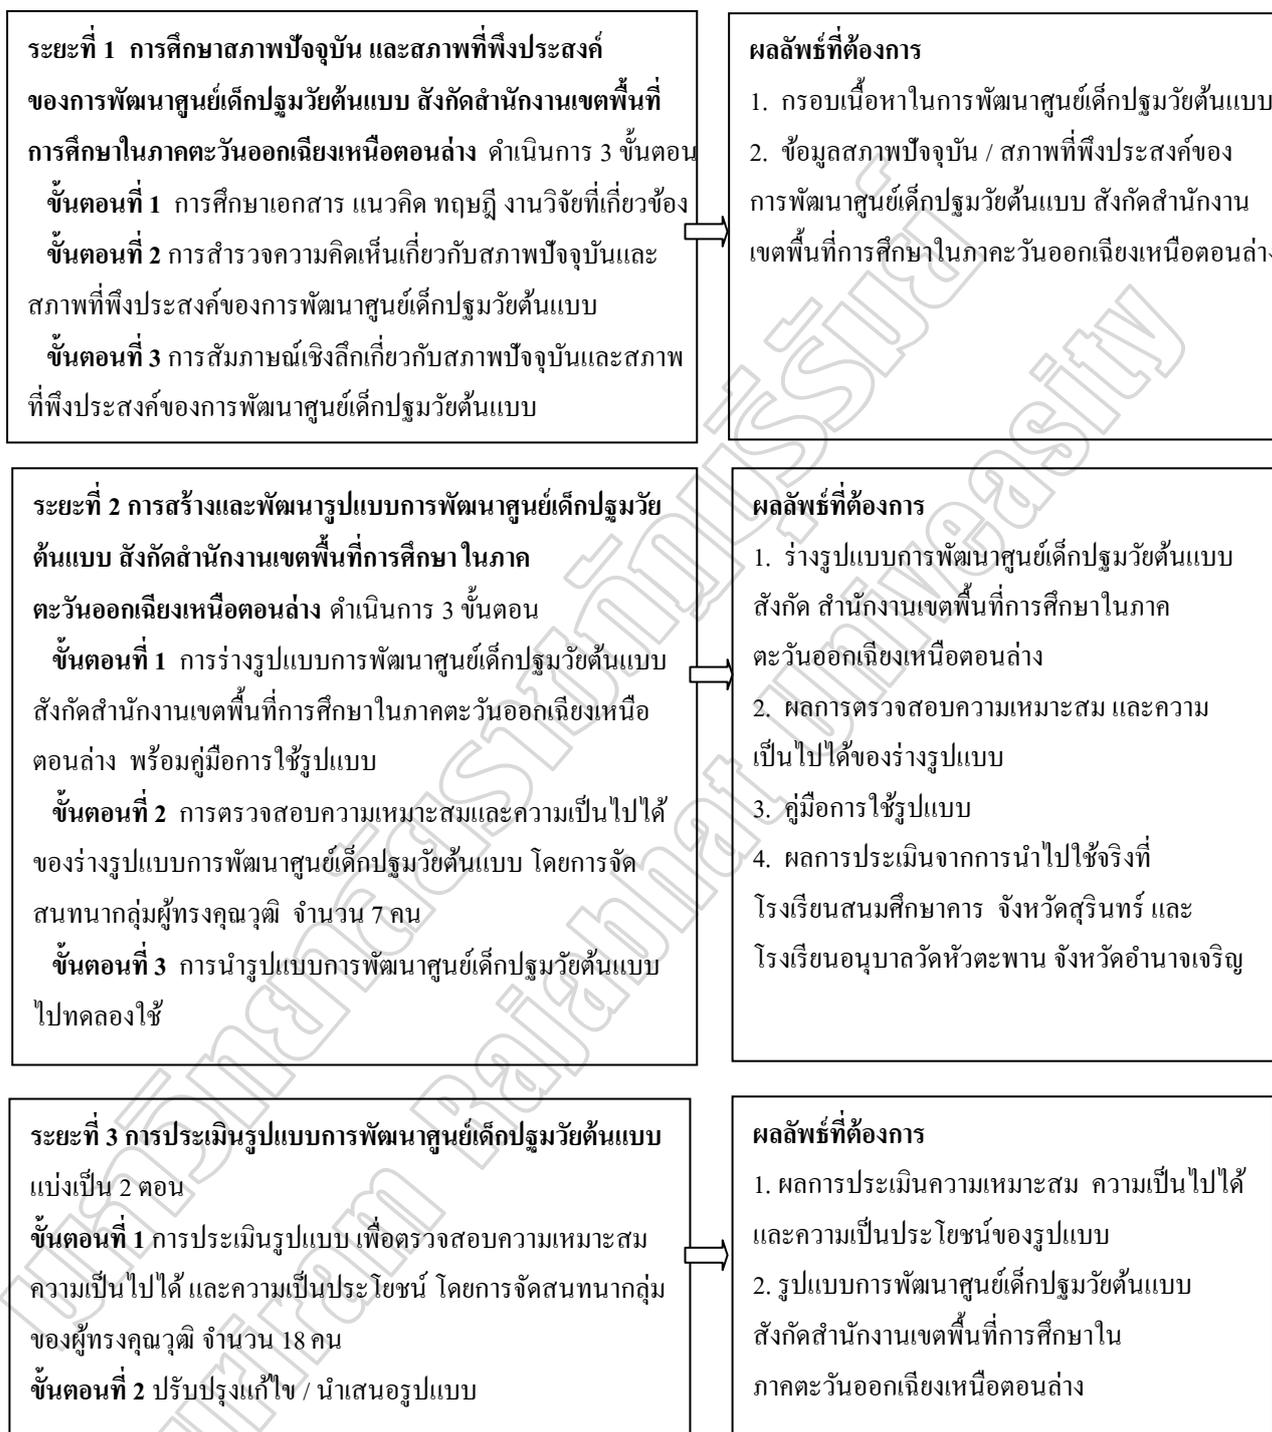 ระยะที่ 1  การศึกษาสภาพปัจจุบัน และสภาพที่พึงประสงค์
ของการพัฒนาศูนย์เด็กปฐมวัยต้นแบบ สังกัดสำนักงานเขตพื้นที่
การศึกษาในภาคตะวันออกเฉียงเหนือตอนล่าง ดำเนินการ 3 ขั้นตอน
ขั้นตอนที่ 1  การศึกษาเอกสาร แนวคิด ทฤษฎี งานวิจัยที่เกี่ยวข้อง
ขั้นตอนที่ 2 การสำรวจความคิดเห็นเกี่ยวกับสภาพปัจจุบันและ
สภาพที่พึงประสงค์ของการพัฒนาศูนย์เด็กปฐมวัยต้นแบบ
ขั้นตอนที่ 3 การสัมภาษณ์เชิงลึกเกี่ยวกับสภาพปัจจุบันและสภาพ
ที่พึงประสงค์ของการพัฒนาศูนย์เด็กปฐมวัยต้นแบบ
ผลลัพธ์ที่ต้องการ
1.  กรอบเนื้อหาในการพัฒนาศูนย์เด็กปฐมวัยต้นแบบ
2.  ข้อมูลสภาพปัจจุบัน / สภาพที่พึงประสงค์ของ
การพัฒนาศูนย์เด็กปฐมวัยต้นแบบ สังกัดสำนักงาน
เขตพื้นที่การศึกษาในภาคะวันออกเฉียงเหนือตอนล่าง
ระยะที่ 2 การสร้างและพัฒนารูปแบบการพัฒนาศูนย์เด็กปฐมวัย
ต้นแบบ สังกัดสำนักงานเขตพื้นที่การศึกษา ในภาค
ตะวันออกเฉียงเหนือตอนล่าง ดำเนินการ 3 ขั้นตอน
ขั้นตอนที่ 1  การร่างรูปแบบการพัฒนาศูนย์เด็กปฐมวัยต้นแบบ
สังกัดสำนักงานเขตพื้นที่การศึกษาในภาคตะวันออกเฉียงเหนือ
ตอนล่าง  พร้อมคู่มือการใช้รูปแบบ
ขั้นตอนที่ 2  การตรวจสอบความเหมาะสมและความเป็นไปได้
ของร่างรูปแบบการพัฒนาศูนย์เด็กปฐมวัยต้นแบบ โดยการจัด
สนทนากลุ่มผู้ทรงคุณวุฒิ  จำนวน 7 คน
ขั้นตอนที่ 3  การนำรูปแบบการพัฒนาศูนย์เด็กปฐมวัยต้นแบบ
ไปทดลองใช้
ผลลัพธ์ที่ต้องการ
1.  ร่างรูปแบบการพัฒนาศูนย์เด็กปฐมวัยต้นแบบ
สังกัด สำนักงานเขตพื้นที่การศึกษาในภาค
ตะวันออกเฉียงเหนือตอนล่าง
2.  ผลการตรวจสอบความเหมาะสม และความ
เป็นไปได้ของร่างรูปแบบ
3.  คู่มือการใช้รูปแบบ
4.  ผลการประเมินจากการนำไปใช้จริงที่
โรงเรียนสนมศึกษาคาร  จังหวัดสุรินทร์ และ
โรงเรียนอนุบาลวัดหัวตะพาน จังหวัดอำนาจเจริญ
ระยะที่ 3 การประเมินรูปแบบการพัฒนาศูนย์เด็กปฐมวัยต้นแบบ
แบ่งเป็น 2 ตอน
ขั้นตอนที่ 1 การประเมินรูปแบบ เพื่อตรวจสอบความเหมาะสม
ความเป็นไปได้ และความเป็นประโยชน์ โดยการจัดสนทนากลุ่ม
ของผู้ทรงคุณวุฒิ จำนวน 18 คน
ขั้นตอนที่ 2 ปรับปรุงแก้ไข / นำเสนอรูปแบบ
ผลลัพธ์ที่ต้องการ
1. ผลการประเมินความเหมาะสม  ความเป็นไปได้
และความเป็นประโยชน์ของรูปแบบ
2. รูปแบบการพัฒนาศูนย์เด็กปฐมวัยต้นแบบ
สังกัดสำนักงานเขตพื้นที่การศึกษาใน
ภาคตะวันออกเฉียงเหนือตอนล่าง
มหาวิทยาลัยราชภัฏบุรีรัมย์
Buriram Rajabhat Univeasity